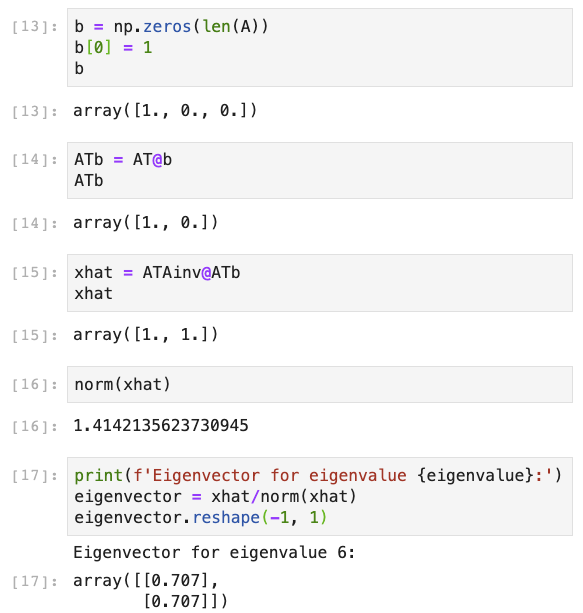 [13]: b = np.zeros(len(A))
b[0] = 1
b
[13]: array([1., 0., 0.])
[14]: ATb = AT@b
ATb
[14]: array([1., 0.])
[15]: xhat = ATAinv@ATb
xhat
[15]: array([1., 1.])
[16]: norm(xhat)
[16]: 1.4142135623730945
[17]: print(f'Eigenvector for eigenvalue {eigenvalue}:')
eigenvector = xhat/norm(xhat)
eigenvector.reshape(-1, 1)
Eigenvector for eigenvalue 6:
[17]: array([[0.707],
[0.707]])